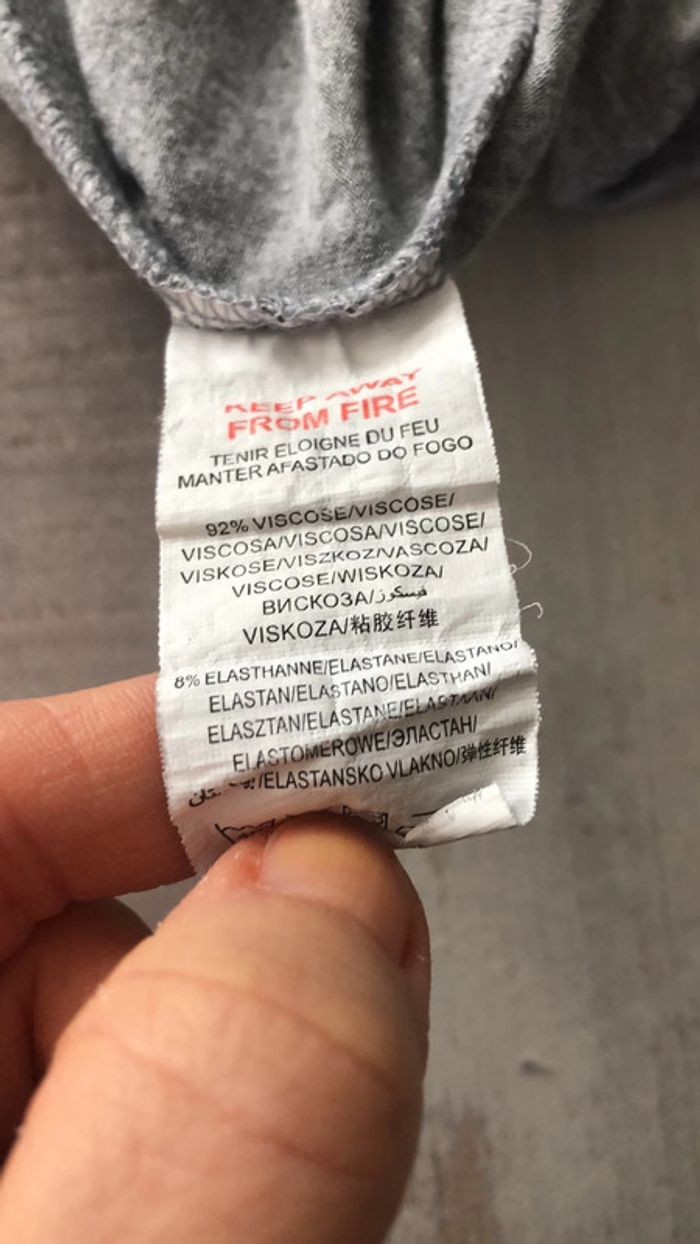 KEEP AWAY
FROM FIRE
TENIR ELOIGNE DU FEU
MANTER AFASTADO DO FOGO
92% VISCOSE/VISCOSE/
VISCOSA/VISCOSA/VISCOSE/
VISKOSE/VISZKOZ/VASCOZA/
VISCOSE/WISKOZA/
ВИСКОЗА/فيسكوز/
VISKOZA/粘胶纤维
8% ELASTHANNE/ELASTANE/ELASTANO/
ELASTAN/ELASTANO/ELASTHAN/
ELASZTAN/ELASTANE/ELASTAAN/
ELASTOMEROWE/ЭЛАСТАН/
/ELASTANSKO VLAKNO/弹性纤维